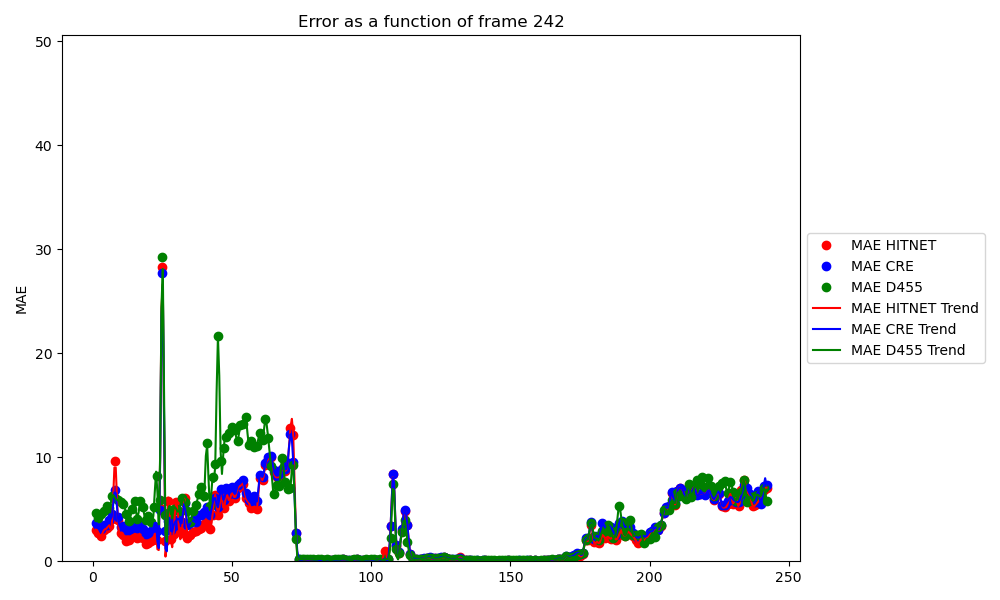 Error as a function of frame 242
50
40
30
20
10
0
MAE
0
50
100
150
200
250
MAE HITNET
MAE CRE
MAE D455
MAE HITNET Trend
MAE CRE Trend
MAE D455 Trend